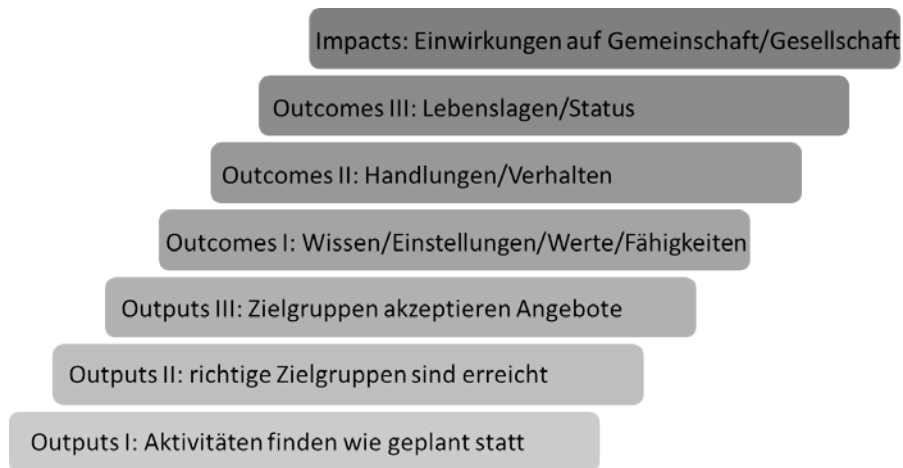 Impacts: Einwirkungen auf Gemeinschaft/Gesellschaft
Outcomes III: Lebenslagen/Status
Outcomes II: Handlungen/Verhalten
Outcomes I: Wissen/Einstellungen/Werte/Fähigkeiten
Outputs III: Zielgruppen akzeptieren Angebote
Outputs II: richtige Zielgruppen sind erreicht
Outputs I: Aktivitäten finden wie geplant statt